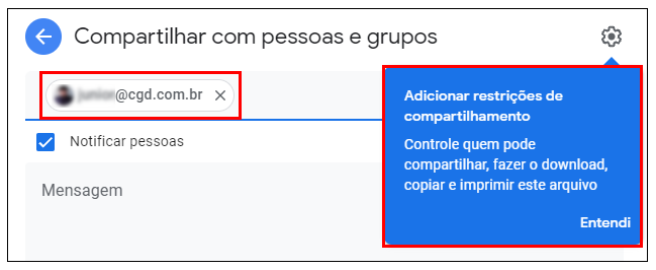 Compartilhar com pessoas e grupos
@cgd.com.br
Notificar pessoas
Mensagem
Adicionar restrições de
compartilhamento
Controle quem pode
compartilhar, fazer o download,
copiar e imprimir este arquivo
Entendi